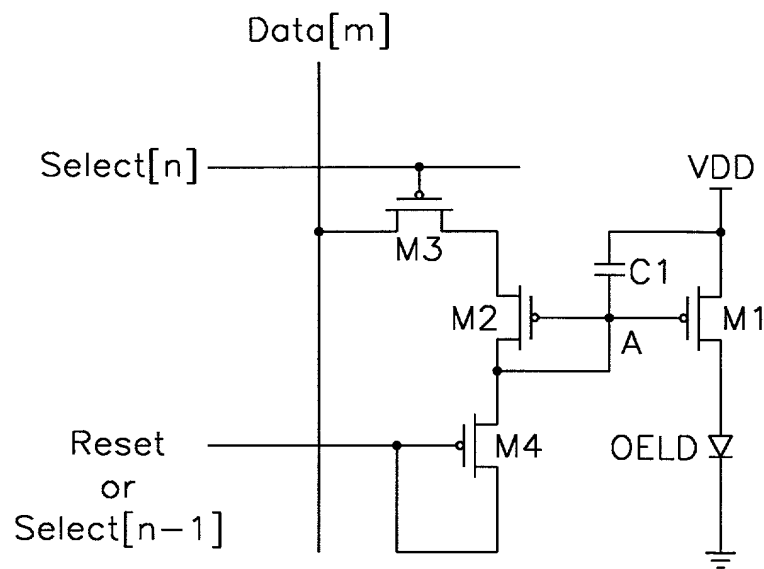 Data[m]
Select[n]
VDD
M3
C1
M2
M1
A
M4
OELD
Reset
or
Select[n-1]